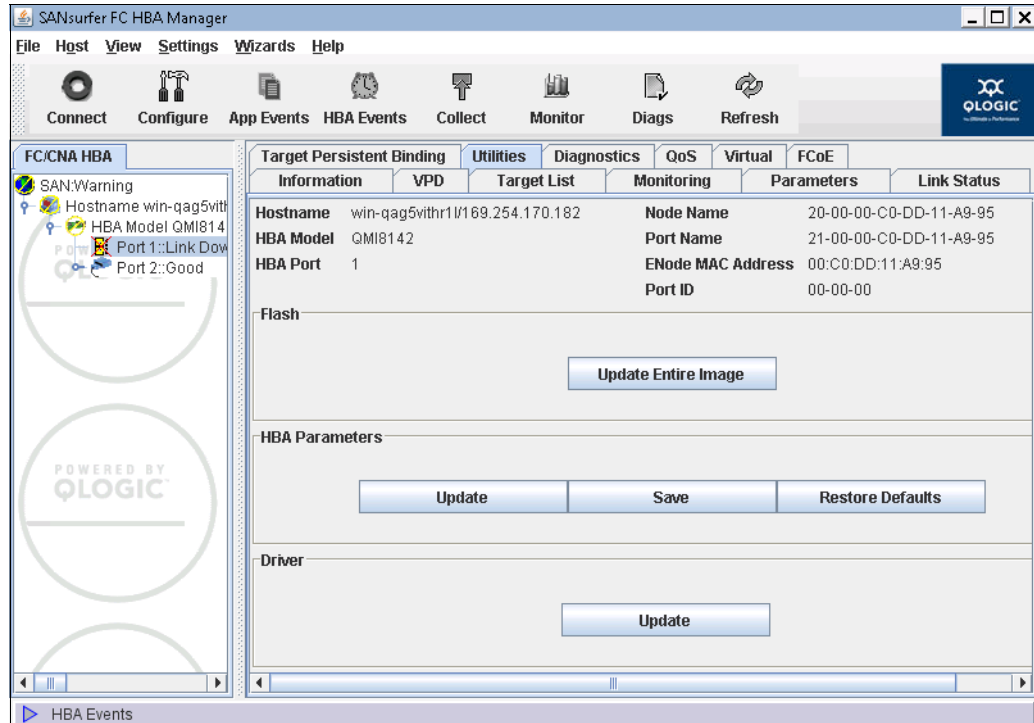 SANsurfer FC HBA Manager
File Host View Settings Wizards Help
Connect Configure App Events HBA Events Collect Monitor Diags Refresh
QLOGIC
FC/CNA HBA
SAN:Warning
Hostname win-qag5vith
HBA Model QMI814
Port 1::Link Dow
Port 2::Good
POWERED BY
QLOGIC
Target Persistent Binding Utilities Diagnostics QoS Virtual FCoE
Information VPD Target List Monitoring Parameters Link Status
Hostname win-qag5vithr1l/169.254.170.182 Node Name 20-00-00-C0-DD-11-A9-95
HBA Model QMI8142 Port Name 21-00-00-C0-DD-11-A9-95
HBA Port 1 ENode MAC Address 00:C0:DD:11:A9:95
Port ID 00-00-00
Flash
Update Entire Image
HBA Parameters
Update Save Restore Defaults
Driver
Update
HBA Events